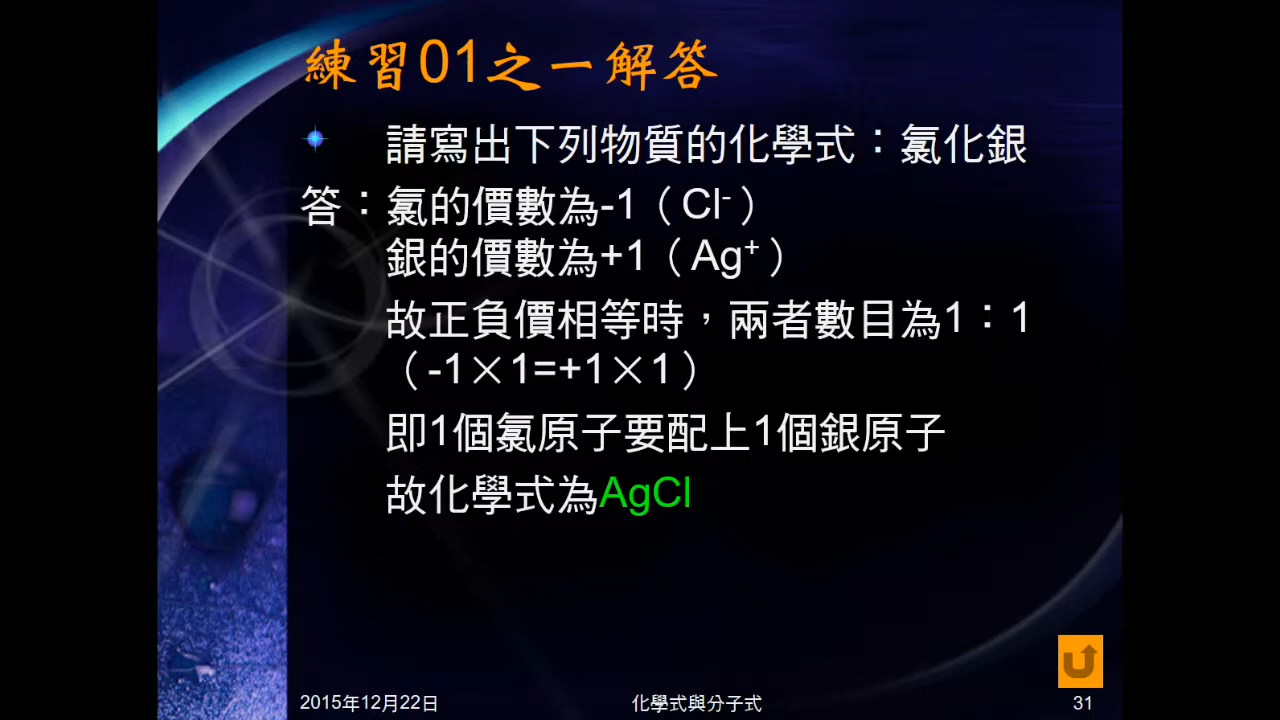 練習01之一解答
請寫出下列物質的化學式：氯化銀
答：氯的價數為-1（Cl⁻）
銀的價數為+1（Ag⁺）
故正負價相等時，兩者數目為1：1
（-1×1=+1×1）
即1個氯原子要配上1個銀原子
故化學式為AgCl
2015年12月22日
化學式與分子式
31